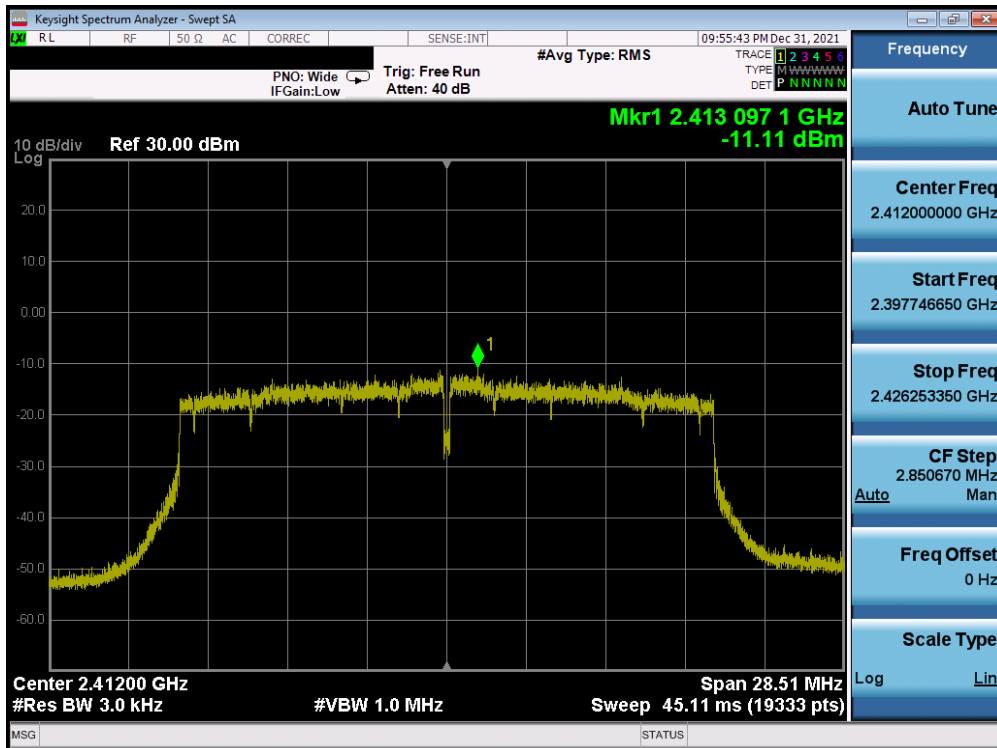 Keysight Spectrum Analyzer - Swept SA
LXI RL RF 50 Ω AC CORREC SENSE:INT 09:55:43 PM Dec 31, 2021
#Avg Type: RMS
TRACE 1 2 3 4 5 6
TYPE M WWWWW
DET P N N N N N
PNO: Wide
IFGain:Low
Trig: Free Run
Atten: 40 dB
Mkr1 2.413 097 1 GHz
-11.11 dBm
10 dB/div
Log
Ref 30.00 dBm
20.0
10.0
0.00
-10.0
-20.0
-30.0
-40.0
-50.0
-60.0
1
Center 2.41200 GHz
Span 28.51 MHz
#Res BW 3.0 kHz
#VBW 1.0 MHz
Sweep 45.11 ms (19333 pts)
MSG
STATUS
Frequency
Auto Tune
Center Freq
2.412000000 GHz
Start Freq
2.397746650 GHz
Stop Freq
2.426253350 GHz
CF Step
2.850670 MHz
Auto Man
Freq Offset
0 Hz
Scale Type
Log Lin